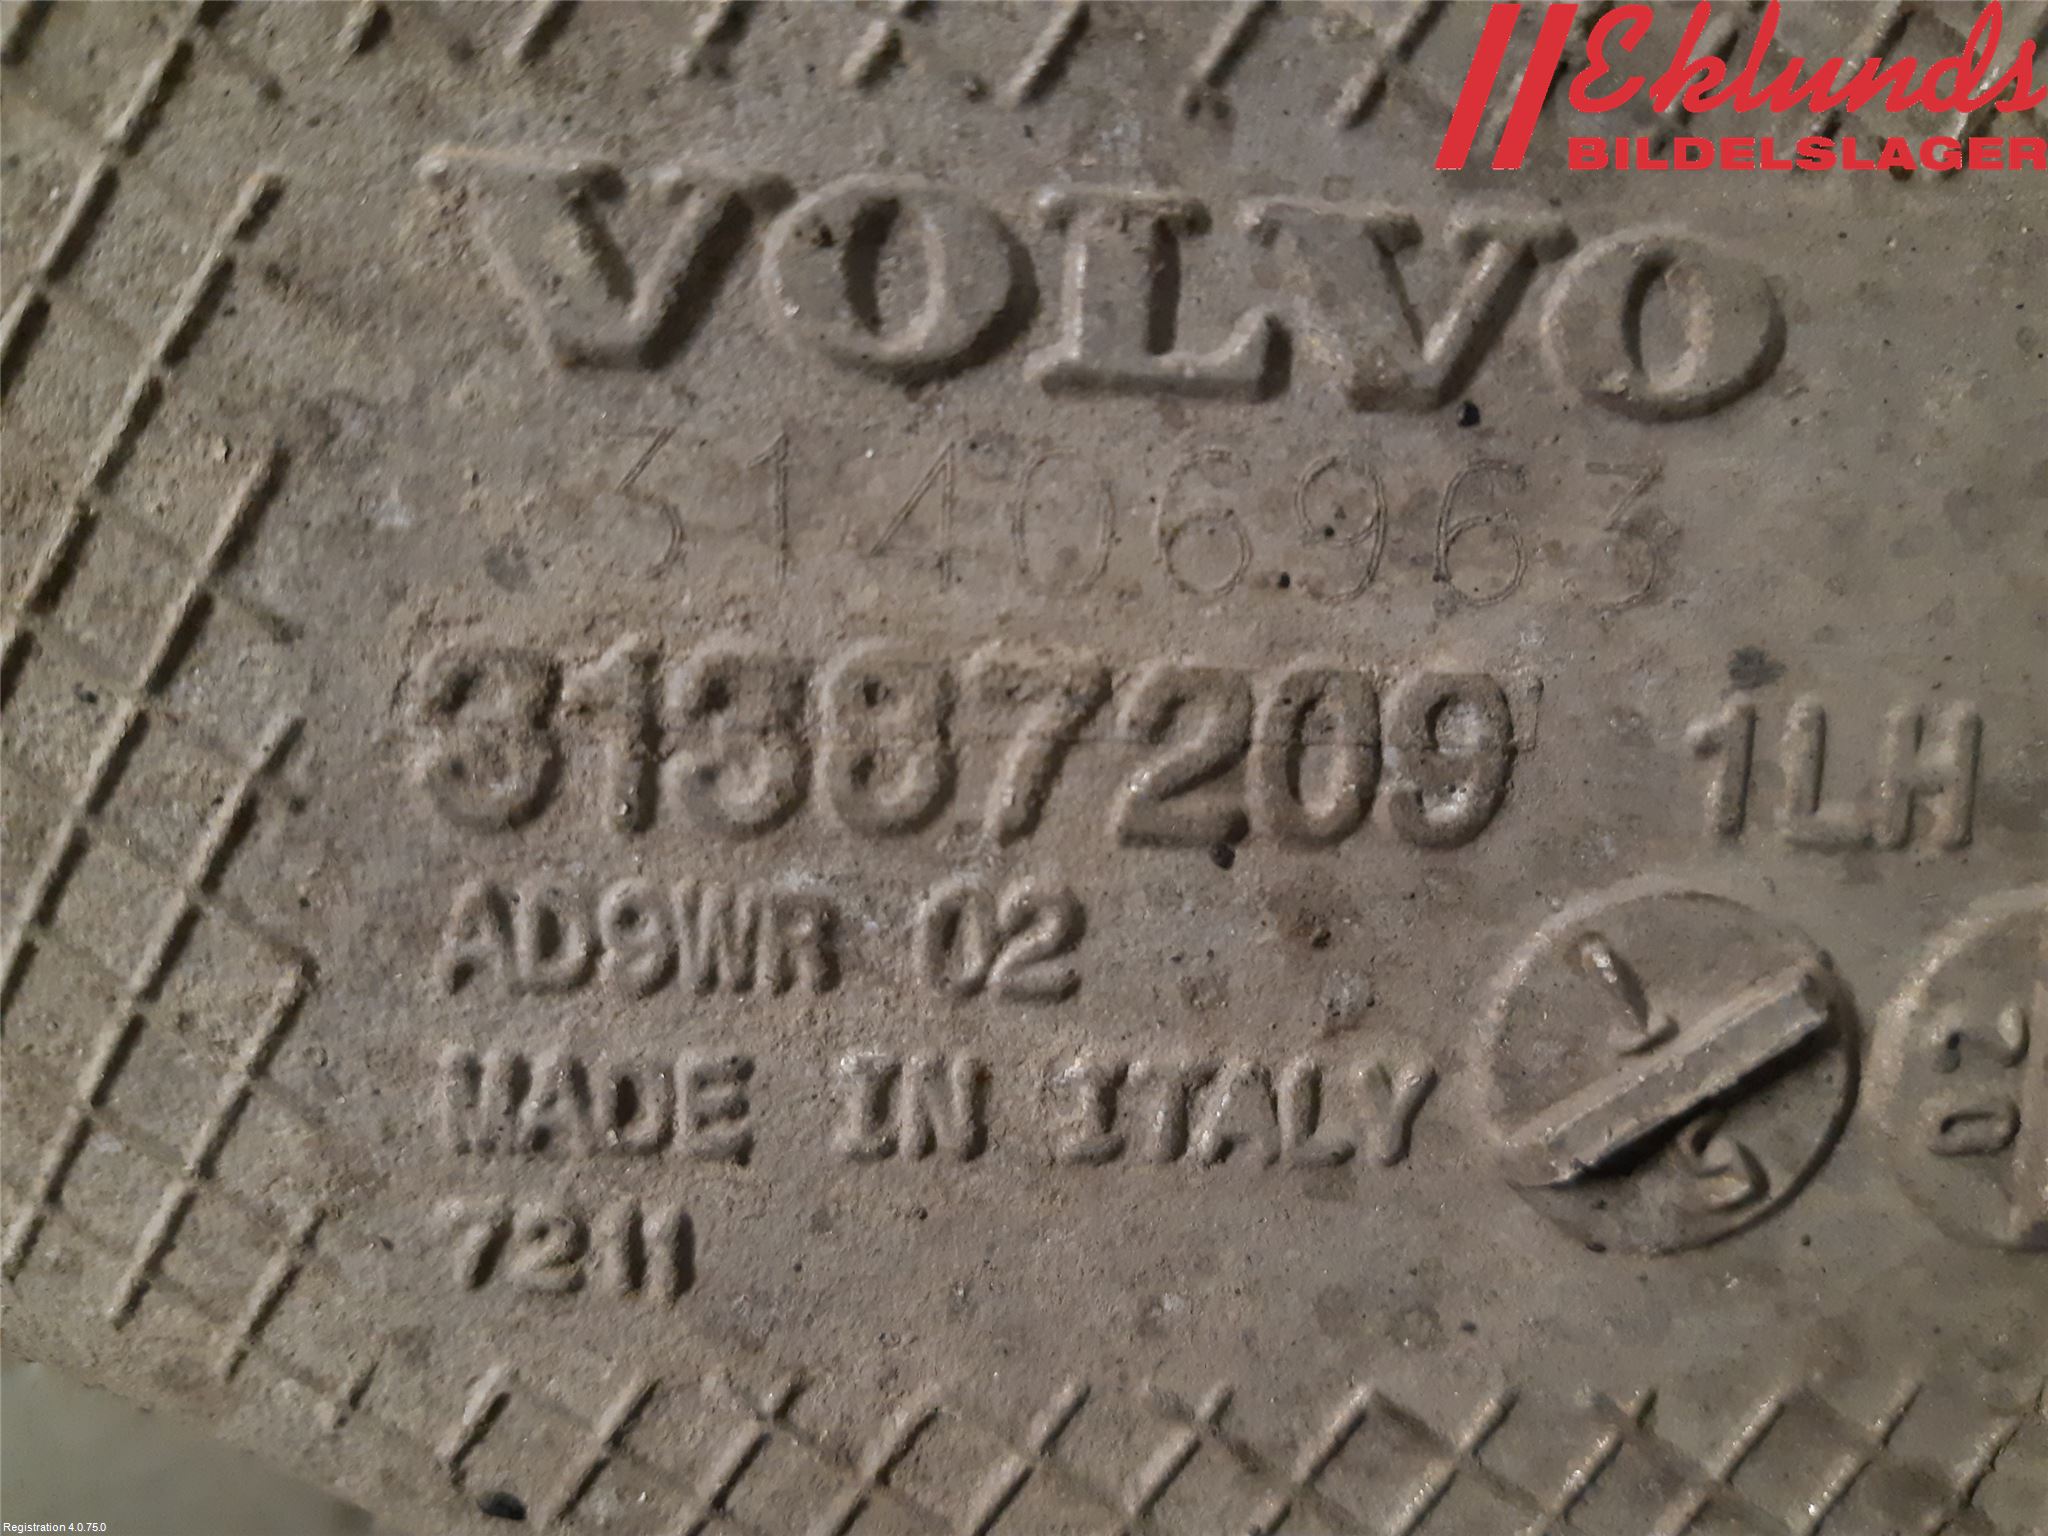 Eklunds
BILDELSLAGER
VOLVO
31406963
31387209 1LH
AD9WR 02
MADE IN ITALY
7211
Registration 4.0.75.0